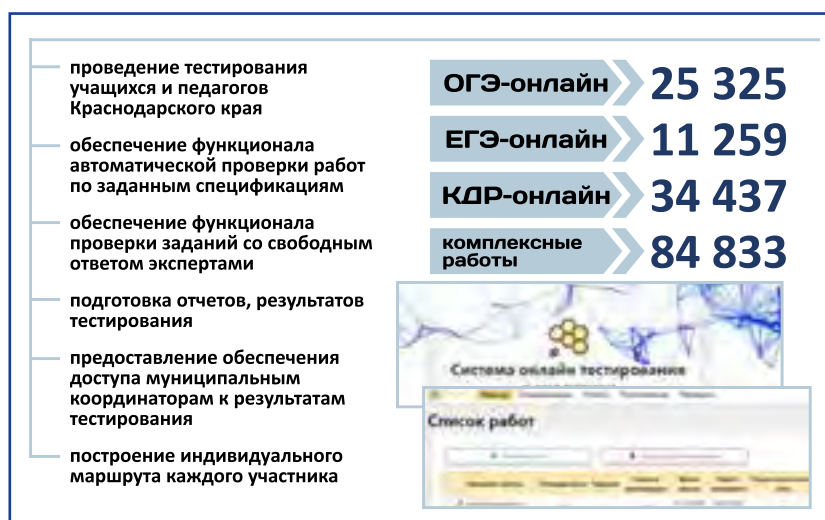 проведение тестирования
учащихся и педагогов
Краснодарского края
обеспечение функционала
автоматической проверки работ
по заданным спецификациям
обеспечение функционала
проверки заданий со свободным
ответом экспертами
подготовка отчетов, результатов
тестирования
предоставление обеспечения
доступа муниципальным
координаторам к результатам
тестирования
построение индивидуального
маршрута каждого участника
ОГЭ-онлайн 25 325
ЕГЭ-онлайн 11 259
КДР-онлайн 34 437
комплексные
работы 84 833
Система онлайн тестирования
Список работ